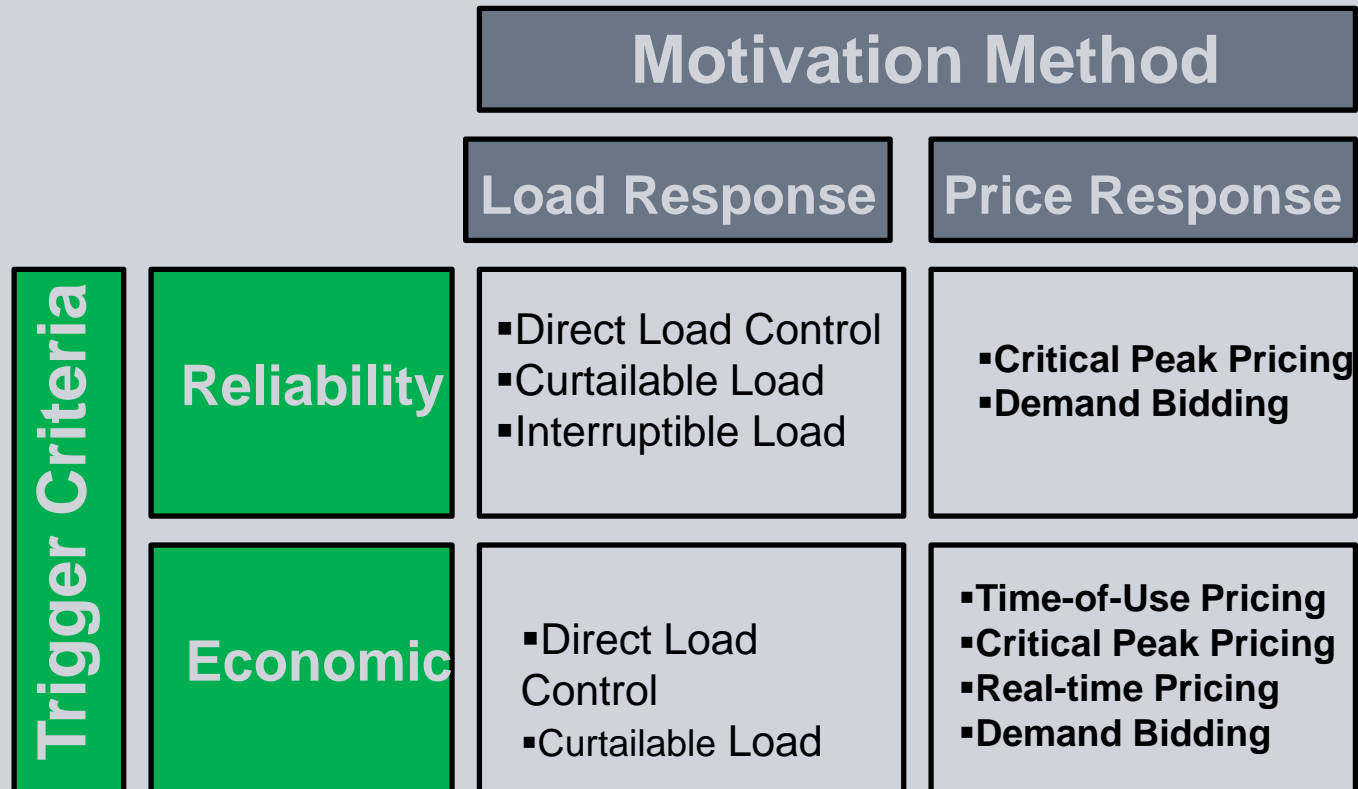 Motivation Method
Load Response
Price Response
Trigger Criteria
Reliability
▪Direct Load Control
▪Curtailable Load
▪Interruptible Load
▪Critical Peak Pricing
▪Demand Bidding
Economic
▪Direct Load
Control
▪Curtailable Load
▪Time-of-Use Pricing
▪Critical Peak Pricing
▪Real-time Pricing
▪Demand Bidding